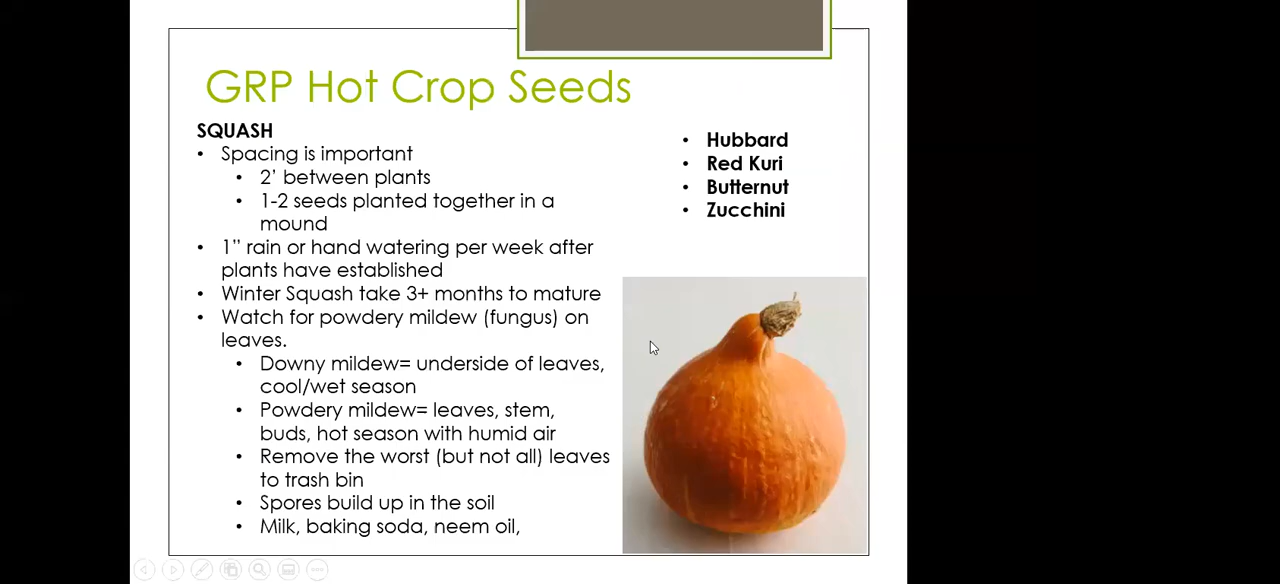 GRP Hot Crop Seeds
SQUASH
• Spacing is important
• 2’ between plants
• 1-2 seeds planted together in a
mound
• 1” rain or hand watering per week after
plants have established
• Winter Squash take 3+ months to mature
• Watch for powdery mildew (fungus) on
leaves.
• Downy mildew= underside of leaves,
cool/wet season
• Powdery mildew= leaves, stem,
buds, hot season with humid air
• Remove the worst (but not all) leaves
to trash bin
• Spores build up in the soil
• Milk, baking soda, neem oil,
• Hubbard
• Red Kuri
• Butternut
• Zucchini